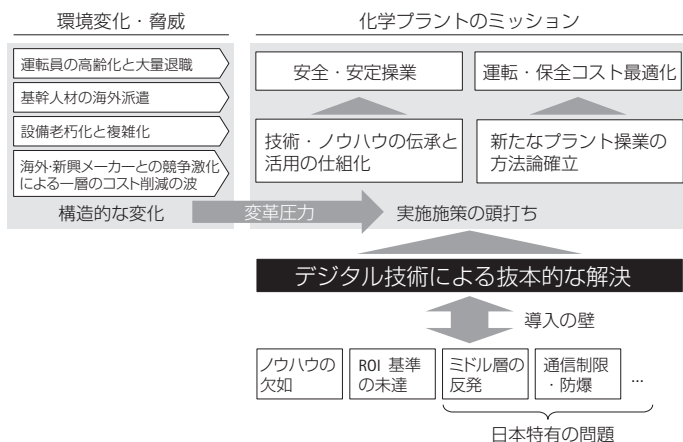 環境変化・脅威
運転員の高齢化と大量退職
基幹人材の海外派遣
設備老朽化と複雑化
海外・新興メーカーとの競争激化
による一層のコスト削減の波
構造的な変化
変革圧力
化学プラントのミッション
安全・安定操業
運転・保全コスト最適化
技術・ノウハウの伝承と
活用の仕組化
新たなプラント操業の
方法論確立
実施施策の頭打ち
デジタル技術による抜本的な解決
導入の壁
ノウハウの
欠如
ROI 基準
の未達
ミドル層の
反発
通信制限
・防爆
…
日本特有の問題